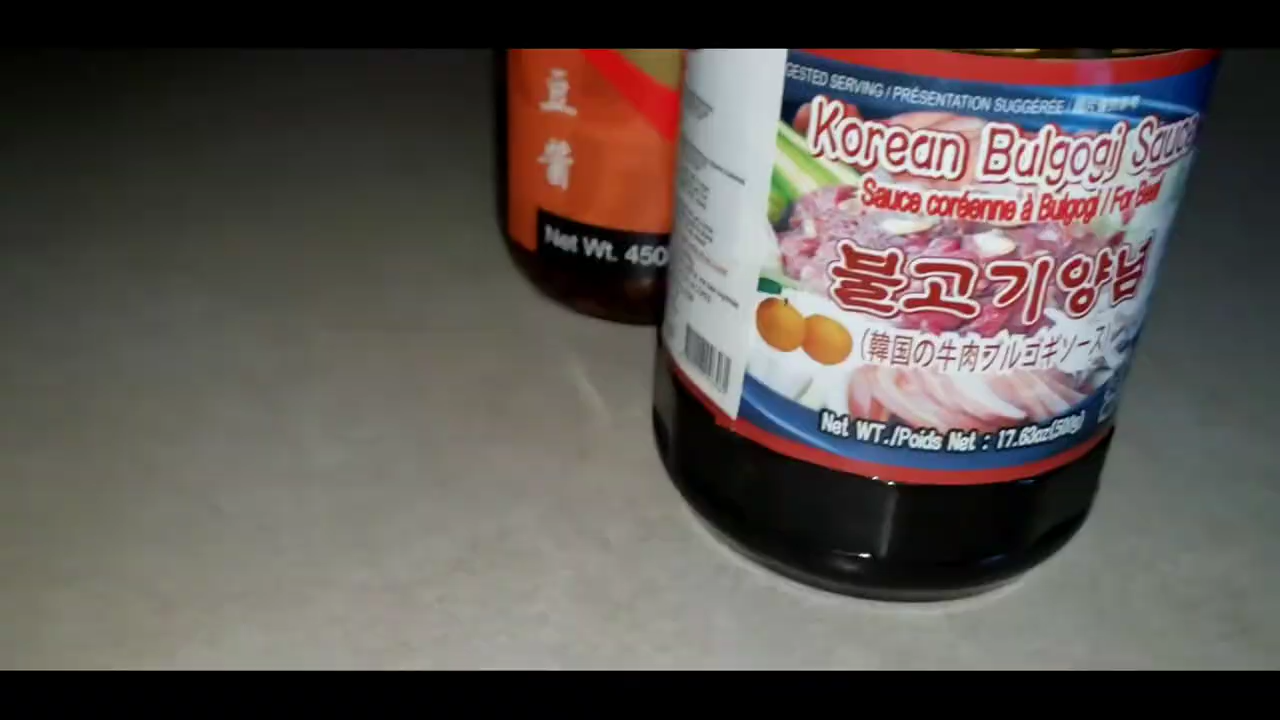 豆
酱
Net Wt. 450
GESTED SERVING / PRÉSENTATION SUGGÉRÉE /
Korean Bulgogi Sauce
Sauce coréenne à Bulgogi / For Beef
불고기양념
(韓国の牛肉プルコギソース)
Net WT./Poids Net : 17.63oz(500g)